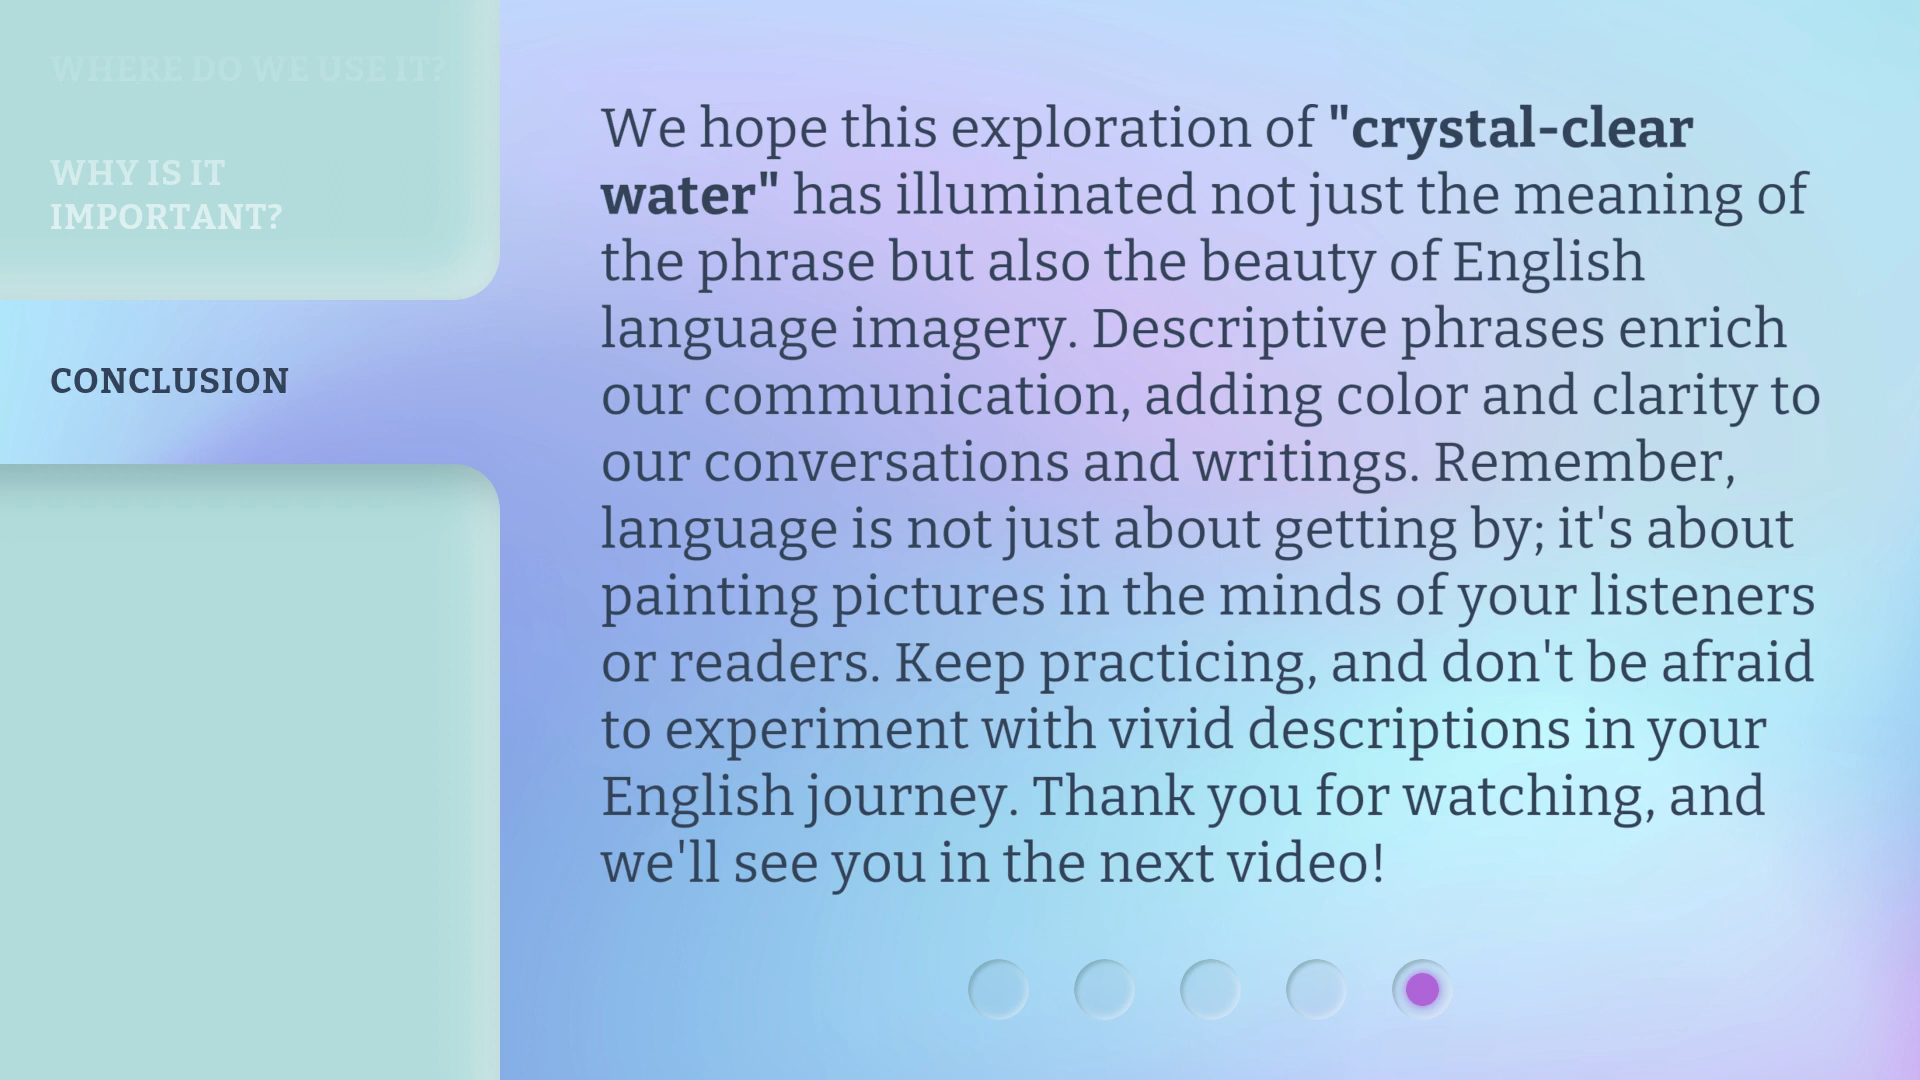 WHERE DO WE USE IT?
WHY IS IT
IMPORTANT?
CONCLUSION
We hope this exploration of "crystal-clear
water" has illuminated not just the meaning of
the phrase but also the beauty of English
language imagery. Descriptive phrases enrich
our communication, adding color and clarity to
our conversations and writings. Remember,
language is not just about getting by; it's about
painting pictures in the minds of your listeners
or readers. Keep practicing, and don't be afraid
to experiment with vivid descriptions in your
English journey. Thank you for watching, and
we'll see you in the next video!